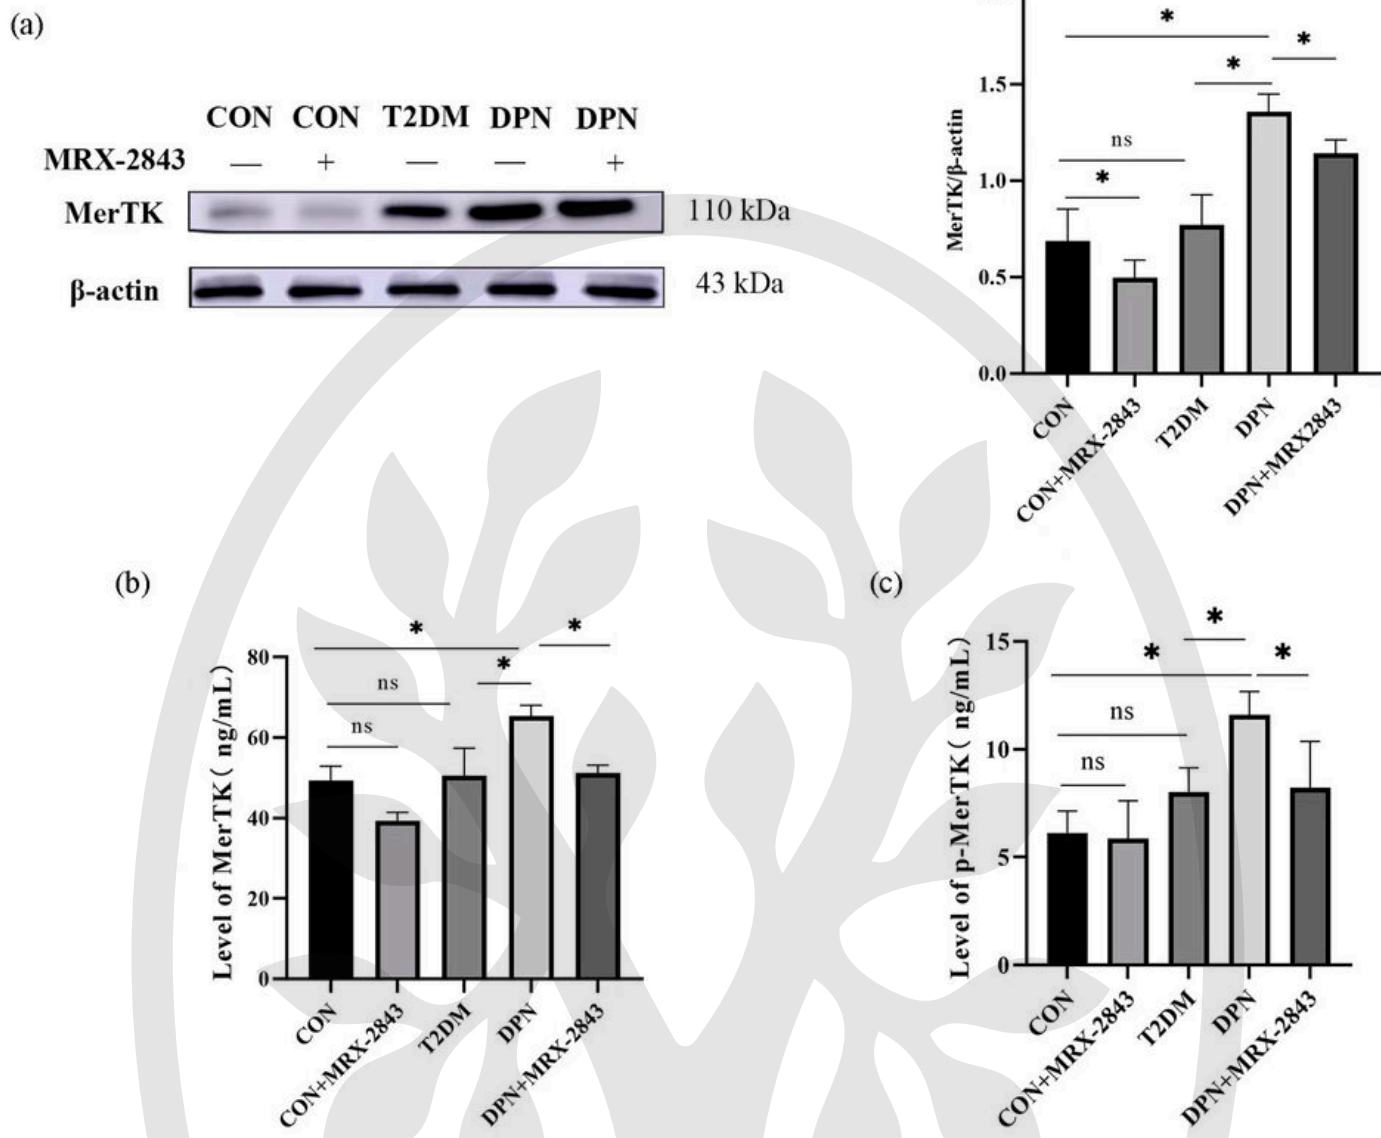 (a)
CON CON T2DM DPN DPN
MRX-2843 — + — — +
MerTK 110 kDa
β-actin 43 kDa
MerTK/β-actin
* * *
ns
*
1.5
1.0
0.5
0.0
CON
CON+MRX-2843
T2DM
DPN
DPN+MRX2843
(b)
Level of MerTK( ng/mL)
* *
*
ns
ns
80
60
40
20
0
CON
CON+MRX-2843
T2DM
DPN
DPN+MRX-2843
(c)
Level of p-MerTK( ng/mL)
*
* *
ns
ns
15
10
5
0
CON
CON+MRX-2843
T2DM
DPN
DPN+MRX-2843